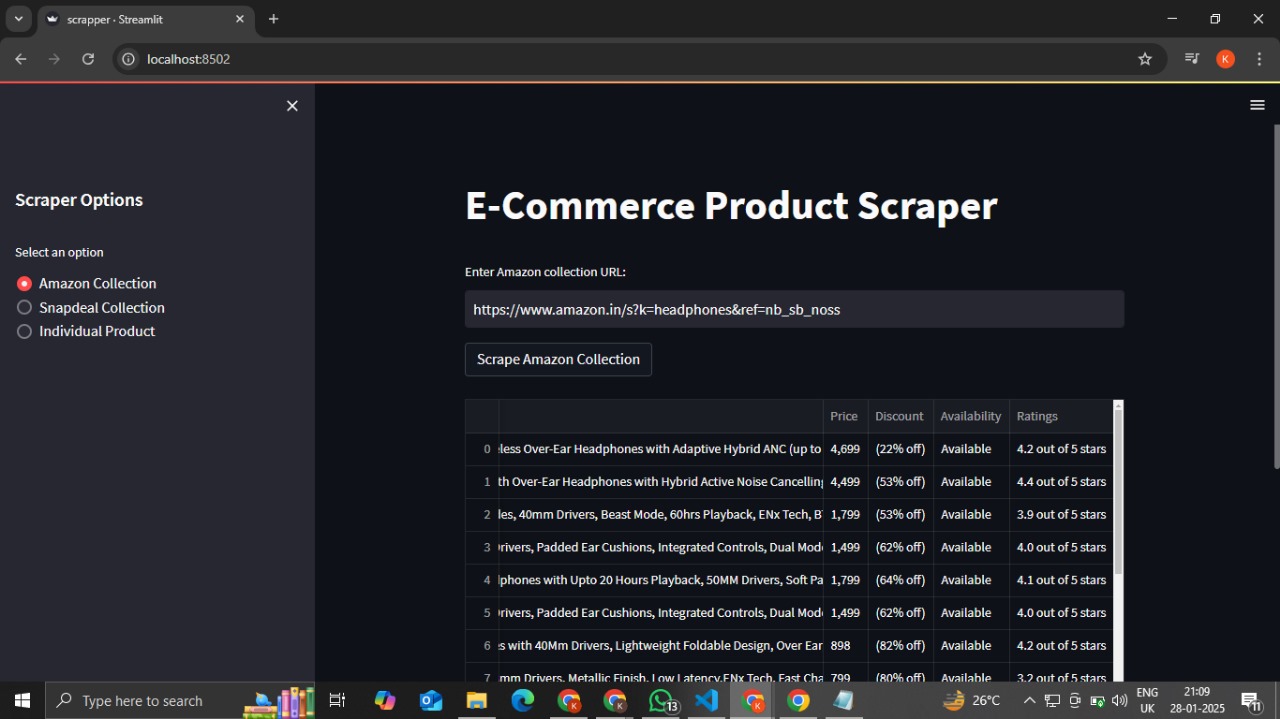 scrapper · Streamlit
localhost:8502
K
Scraper Options
Select an option
Amazon Collection
Snapdeal Collection
Individual Product
E-Commerce Product Scraper
Enter Amazon collection URL:
https://www.amazon.in/s?k=headphones&ref=nb_sb_noss
Scrape Amazon Collection
Price Discount Availability Ratings
0 eless Over-Ear Headphones with Adaptive Hybrid ANC (up to 4,699 (22% off) Available 4.2 out of 5 stars
1 th Over-Ear Headphones with Hybrid Active Noise Cancelling 4,499 (53% off) Available 4.4 out of 5 stars
2 les, 40mm Drivers, Beast Mode, 60hrs Playback, ENx Tech, B 1,799 (53% off) Available 3.9 out of 5 stars
3 Drivers, Padded Ear Cushions, Integrated Controls, Dual Mode 1,499 (62% off) Available 4.0 out of 5 stars
4 phones with Upto 20 Hours Playback, 50MM Drivers, Soft Pa 1,799 (64% off) Available 4.1 out of 5 stars
5 Drivers, Padded Ear Cushions, Integrated Controls, Dual Mode 1,499 (62% off) Available 4.0 out of 5 stars
6 s with 40Mm Drivers, Lightweight Foldable Design, Over Ear 898 (82% off) Available 4.2 out of 5 stars
7 mm Drivers, Metallic Finish, Low Latency,ENx Tech, Fast Cha 799 (80% off) Available 3.2 out of 5 stars
Type here to search
13
26°C
ENG
UK
21:09
28-01-2025
11